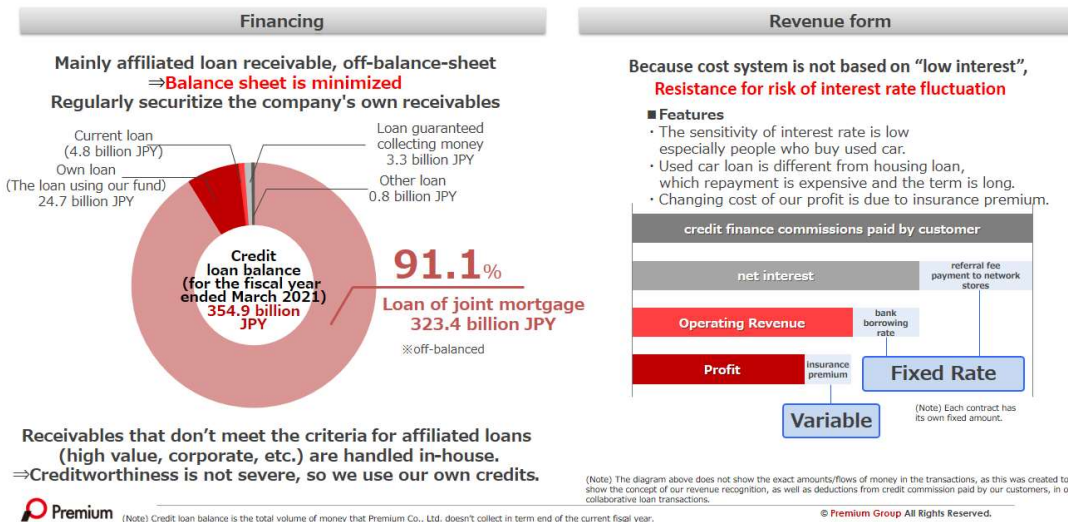 Financing
Mainly affiliated loan receivable, off-balance-sheet
⇒Balance sheet is minimized
Regularly securitize the company's own receivables
Current loan
(4.8 billion JPY)
Own loan
(The loan using our fund)
24.7 billion JPY
Loan guaranteed
collecting money
3.3 billion JPY
Other loan
0.8 billion JPY
Credit
loan balance
(for the fiscal year
ended March 2021)
354.9 billion
JPY
91.1%
Loan of joint mortgage
323.4 billion JPY
※off-balanced
Receivables that don't meet the criteria for affiliated loans
(high value, corporate, etc.) are handled in-house.
⇒Creditworthiness is not severe, so we use our own credits.
Premium
(Note) Credit loan balance is the total volume of money that Premium Co., Ltd. doesn't collect in term end of the current fiscal year.
Revenue form
Because cost system is not based on “low interest”,
Resistance for risk of interest rate fluctuation
■Features
・The sensitivity of interest rate is low
especially people who buy used car.
・Used car loan is different from housing loan,
which repayment is expensive and the term is long.
・Changing cost of our profit is due to insurance premium.
credit finance commissions paid by customer
net interest
referral fee
payment to network
stores
Operating Revenue
bank
borrowing
rate
Profit
insurance
premium
Fixed Rate
Variable
(Note) Each contract has
its own fixed amount.
(Note) The diagram above does not show the exact amounts/flows of money in the transactions, as this was created to
show the concept of our revenue recognition, as well as deductions from credit commission paid by our customers, in o
collaborative loan transactions.
© Premium Group All Rights Reserved.